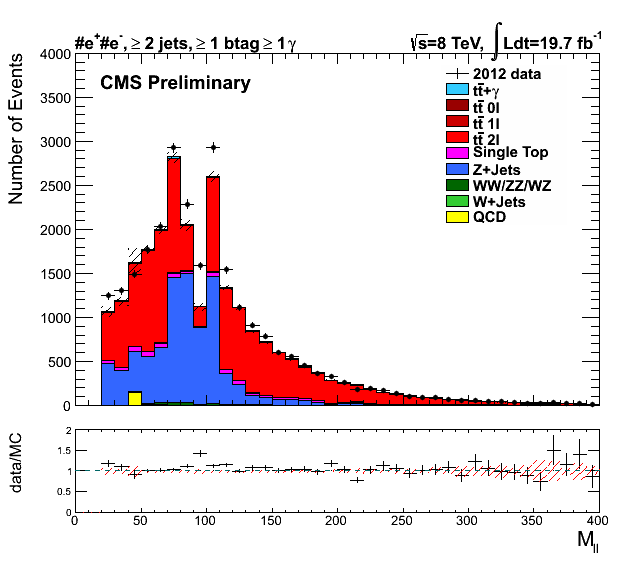 #e⁺#e⁻, ≥ 2 jets, ≥ 1 btag ≥ 1 γ
√s=8 TeV, ∫Ldt=19.7 fb⁻¹
CMS Preliminary
2012 data
tt̄+γ
tt̄ 0l
tt̄ 1l
tt̄ 2l
Single Top
Z+Jets
WW/ZZ/WZ
W+Jets
QCD
Number of Events
4000
3500
3000
2500
2000
1500
1000
500
0
data/MC
2
1.5
1
0.5
0
0 50 100 150 200 250 300 350 400
M_ll